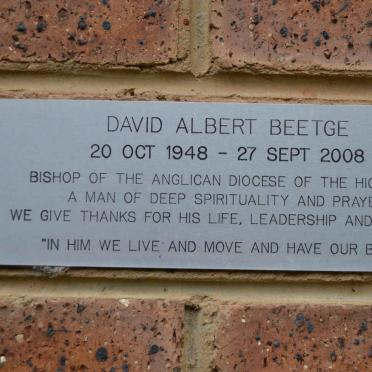 DAVID ALBERT BEETGE
20 OCT 1948 - 27 SEPT 2008
BISHOP OF THE ANGLICAN DIOCESE OF THE
A MAN OF DEEP SPIRITUALITY AND
WE GIVE THANKS FOR HIS LIFE, LEADERSHIP AND
"IN HIM WE LIVE AND MOVE AND HAVE OUR